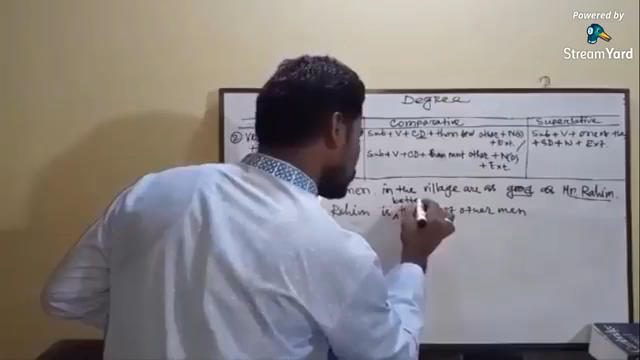 Powered by
StreamYard
Degree
Comparative
Superlative
Sub + V + CD + than few other + N(p) + Ext
Sub + V + CD + than most other + N(p) + Ext
Sub + V + one of the + SD + N + Ext.
men in the village are as good as Mr. Rahim.
better
Rahim is of other men